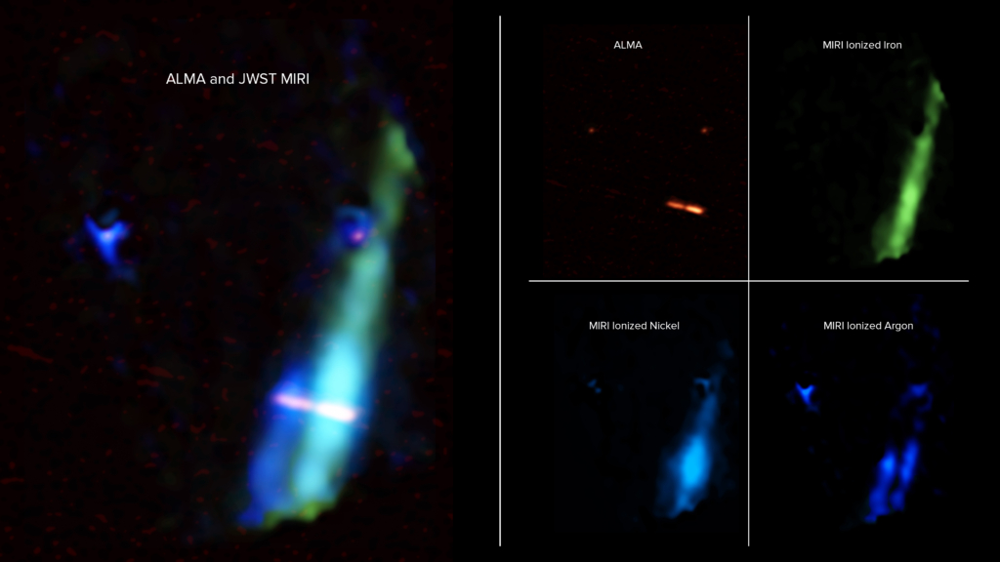 ALMA and JWST MIRI
ALMA
MIRI Ionized Iron
MIRI Ionized Nickel
MIRI Ionized Argon